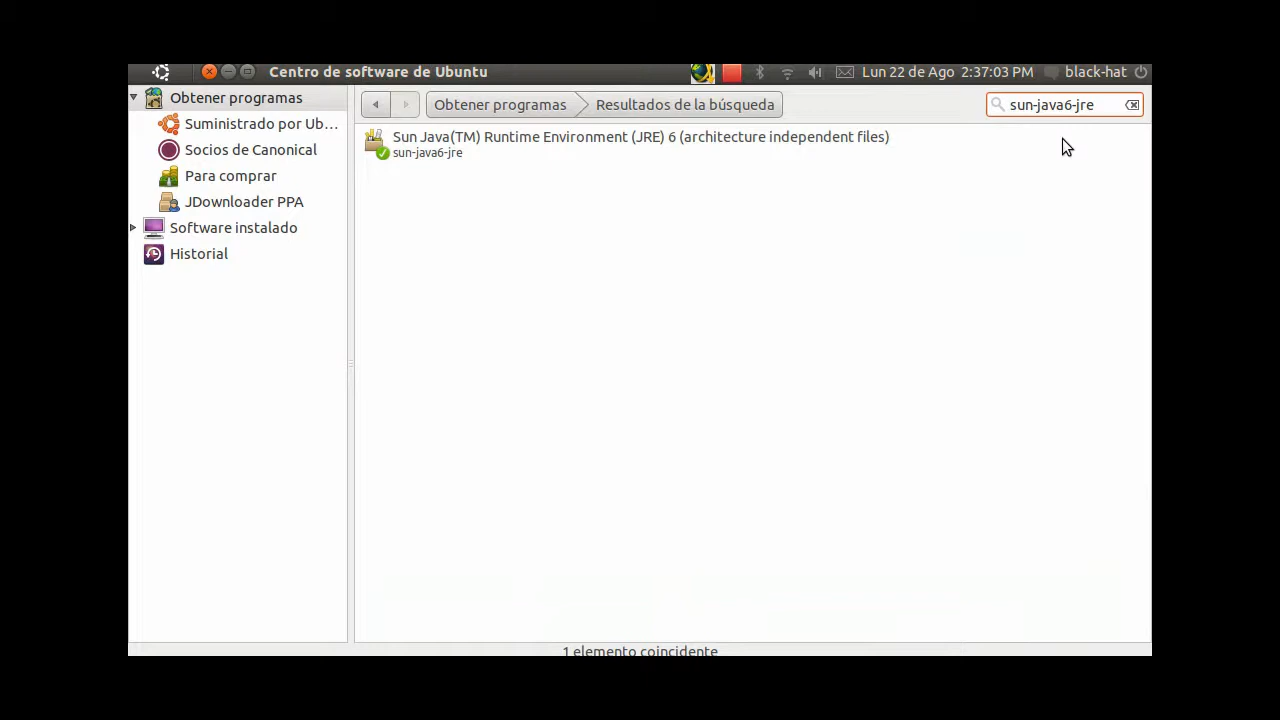 Centro de software de Ubuntu
Lun 22 de Ago 2:37:03 PM
black-hat
Obtener programas
Suministrado por Ub...
Socios de Canonical
Para comprar
JDownloader PPA
Software instalado
Historial
Obtener programas
Resultados de la búsqueda
sun-java6-jre
Sun Java(TM) Runtime Environment (JRE) 6 (architecture independent files)
sun-java6-jre
1 elemento coincidente